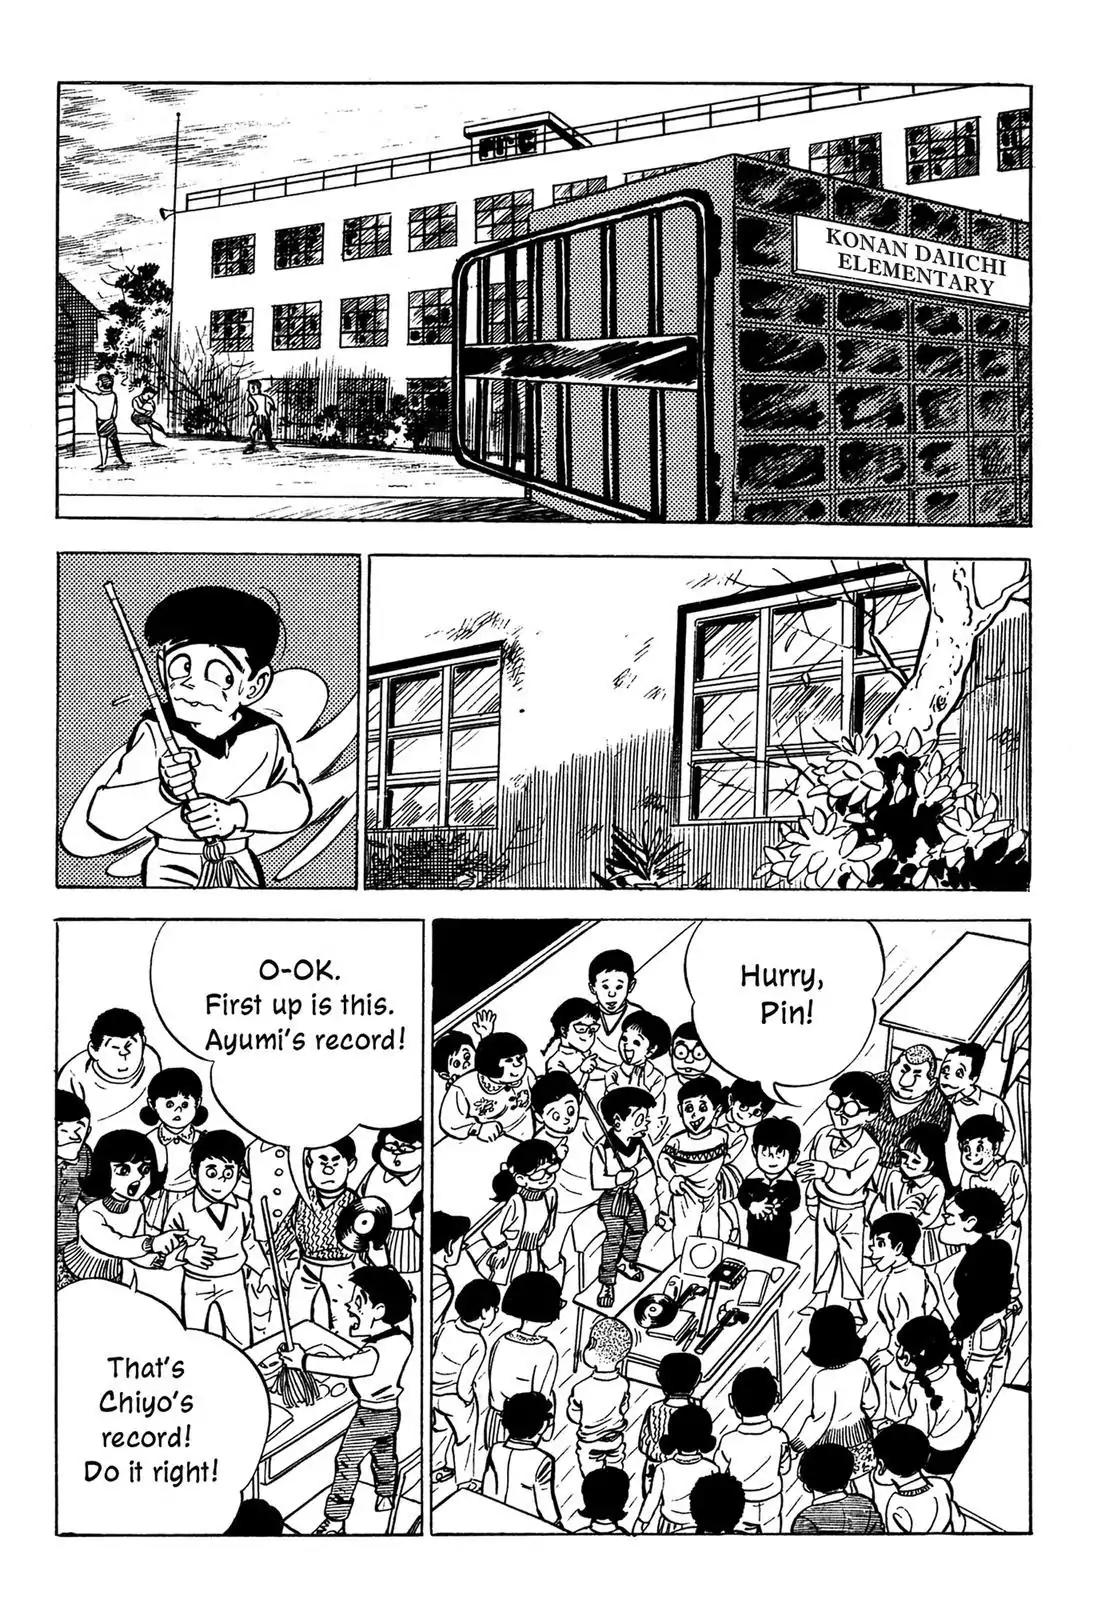 KONAN DAIICHI
ELEMENTARY
Hurry,
Pin!
O-OK.
First up is this.
Ayumi's record!
That's
Chiyo's
record!
Do it right!